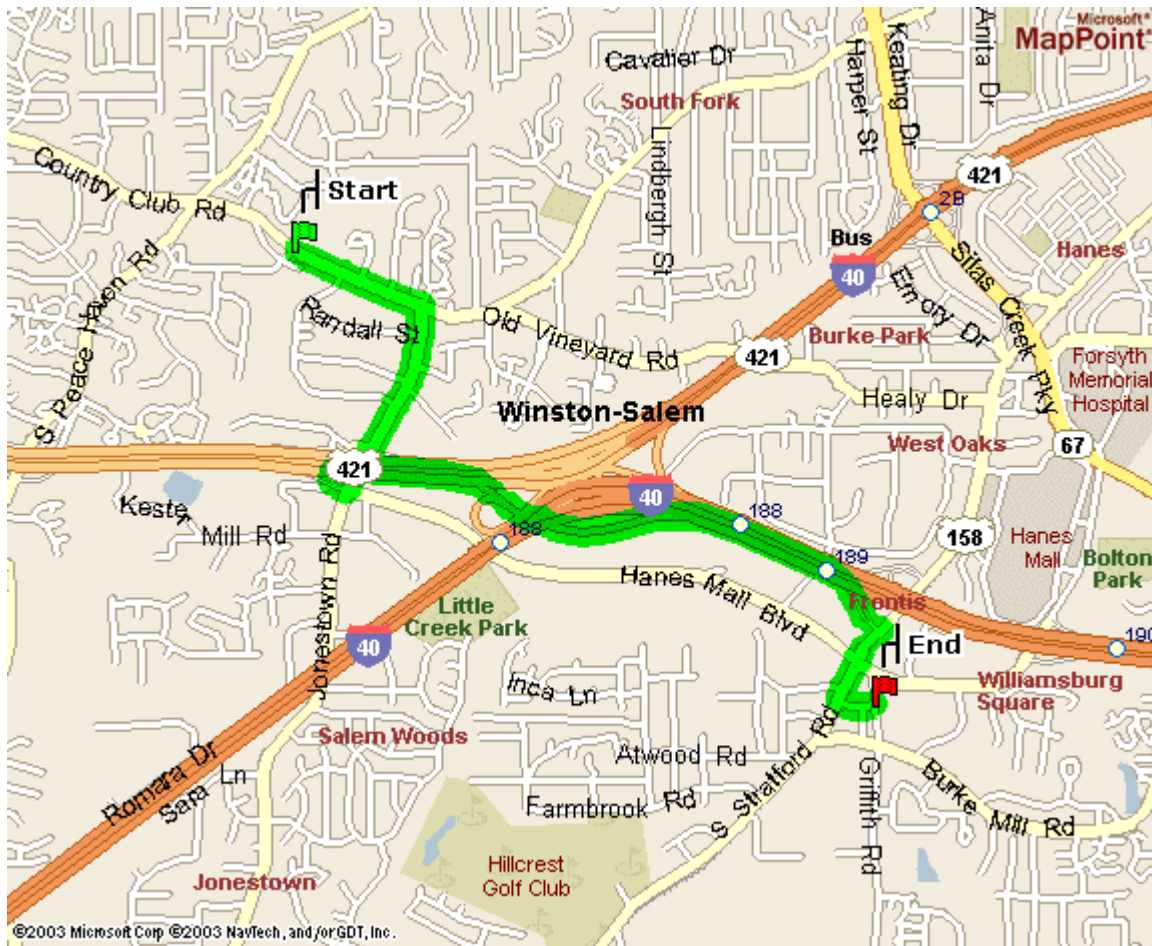 Microsoft®
MapPoint®
Cavalier Dr
South Fork
Harper St
Keating Dr
Anita Dr
Lindbergh St
Country Club Rd
Start
421
2B
Bus
40
Hanes
Silas Creek Pky
Emory Dr
S Peace Haven Rd
Randall St
Old Vineyard Rd
421
Burke Park
Forsyth
Memorial
Hospital
Healy Dr
Winston-Salem
West Oaks
67
421
40
188
188
158
Hanes
Mall
Keste
Mill Rd
189
Bolton
Park
Hanes Mall Blvd
Frontis
Little
Creek Park
Jonestown Rd
40
End
190
Inca Ln
Williamsburg
Square
Salem Woods
Atwood Rd
S Stratford Rd
Romara Dr
Sara Ln
Farmbrook Rd
Griffith Rd
Burke Mill Rd
Hillcrest
Golf Club
Jonestown
©2003 Microsoft Corp ©2003 NavTech, and/or GDT, Inc.